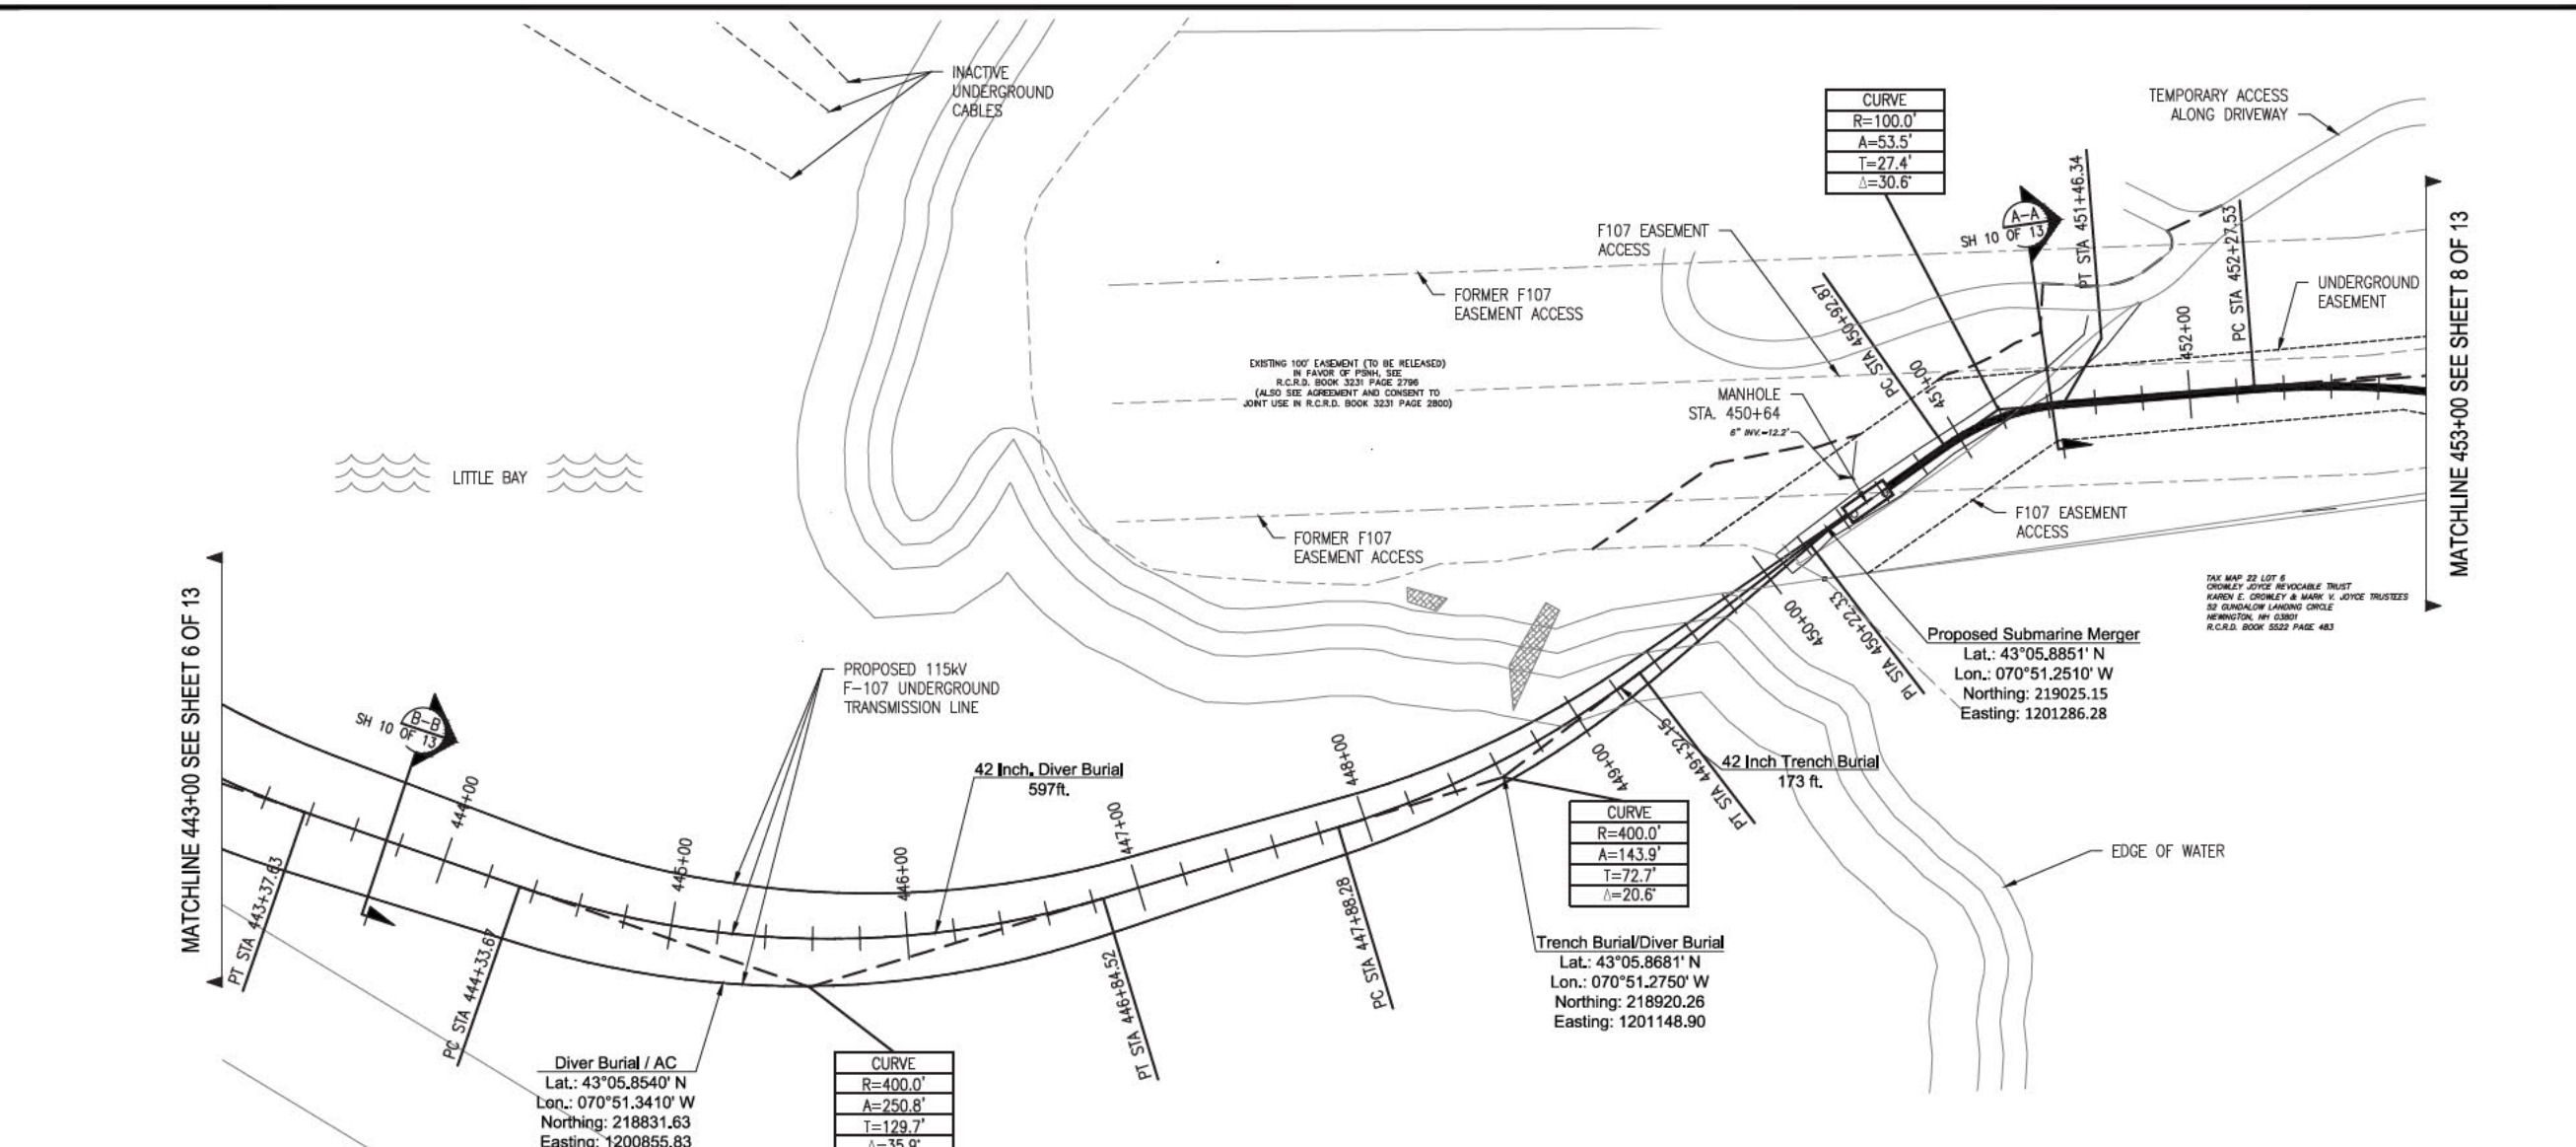 INACTIVE
UNDERGROUND
CABLES
CURVE
R=100.0'
A=53.5'
T=27.4'
Δ=30.6°
TEMPORARY ACCESS
ALONG DRIVEWAY
A-A
SH 10 OF 13
PT STA 451+46.34
PC STA 452+27.53
F107 EASEMENT
ACCESS
FORMER F107
EASEMENT ACCESS
UNDERGROUND
EASEMENT
MATCHLINE 453+00 SEE SHEET 8 OF 13
PC STA 450+92.87
451+00
452+00
EXISTING 100' EASEMENT (TO BE RELEASED)
IN FAVOR OF PSNH, SEE
R.C.R.D. BOOK 3231 PAGE 2796
(ALSO SEE AGREEMENT AND CONSENT TO
JOINT USE IN R.C.R.D. BOOK 3231 PAGE 2800)
MANHOLE
STA. 450+64
6" INV.=12.2'
LITTLE BAY
FORMER F107
EASEMENT ACCESS
F107 EASEMENT
ACCESS
TAX MAP 22 LOT 6
CROWLEY JOYCE REVOCABLE TRUST
KAREN E. CROWLEY & MARK V. JOYCE TRUSTEES
52 GUNDALOW LANDING CIRCLE
NEWINGTON, NH 03801
R.C.R.D. BOOK 5522 PAGE 483
450+00
PI STA 450+22.33
Proposed Submarine Merger
Lat.: 43°05.8851' N
Lon.: 070°51.2510' W
Northing: 219025.15
Easting: 1201286.28
MATCHLINE 443+00 SEE SHEET 6 OF 13
B-B
SH 10 OF 13
PROPOSED 115kV
F-107 UNDERGROUND
TRANSMISSION LINE
42 Inch, Diver Burial
597ft.
444+00
445+00
446+00
447+00
448+00
449+00
PT STA 449+32.15
42 Inch Trench Burial
173 ft.
CURVE
R=400.0'
A=143.9'
T=72.7'
Δ=20.6°
EDGE OF WATER
PT STA 443+37.63
PC STA 444+33.67
PT STA 446+84.52
PC STA 447+88.28
Trench Burial/Diver Burial
Lat.: 43°05.8681' N
Lon.: 070°51.2750' W
Northing: 218920.26
Easting: 1201148.90
Diver Burial / AC
Lat.: 43°05.8540' N
Lon.: 070°51.3410' W
Northing: 218831.63
Easting: 1200855.83
CURVE
R=400.0'
A=250.8'
T=129.7'
Δ=35.9°